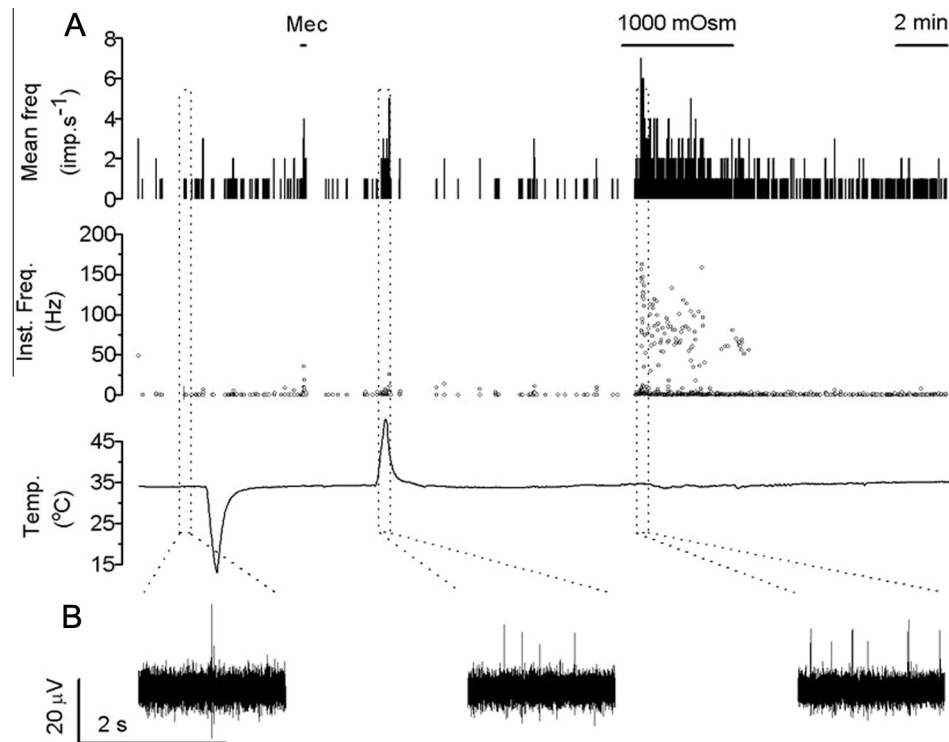 A
Mec
1000 mOsm
2 min
Mean freq
(imp.s-1)
8
6
4
2
0
Inst. Freq.
(Hz)
200
150
100
50
0
Temp.
(ºC)
45
35
25
15
B
20 µV
2 s